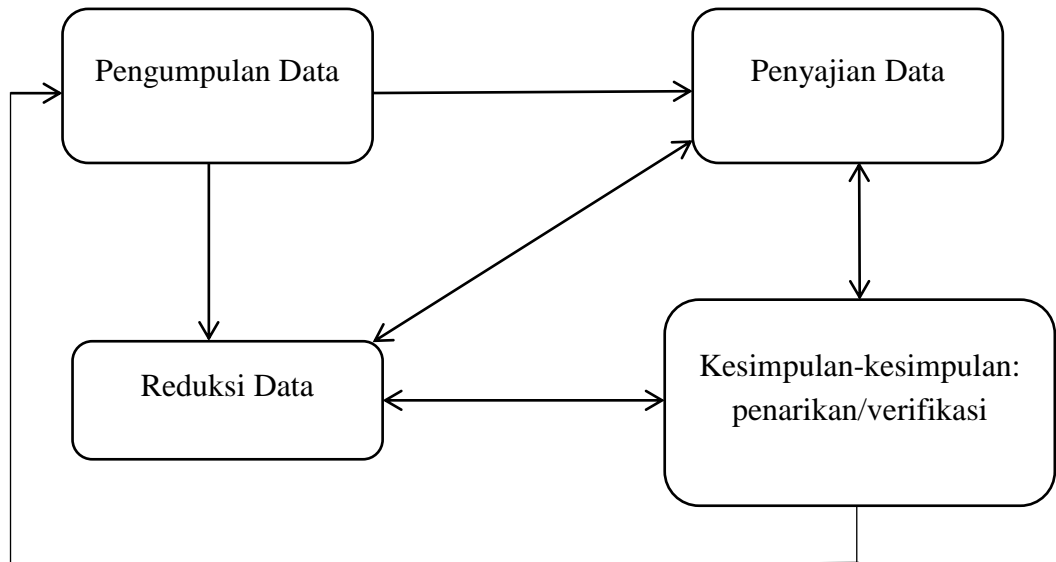 Pengumpulan Data
Penyajian Data
Reduksi Data
Kesimpulan-kesimpulan:
penarikan/verifikasi